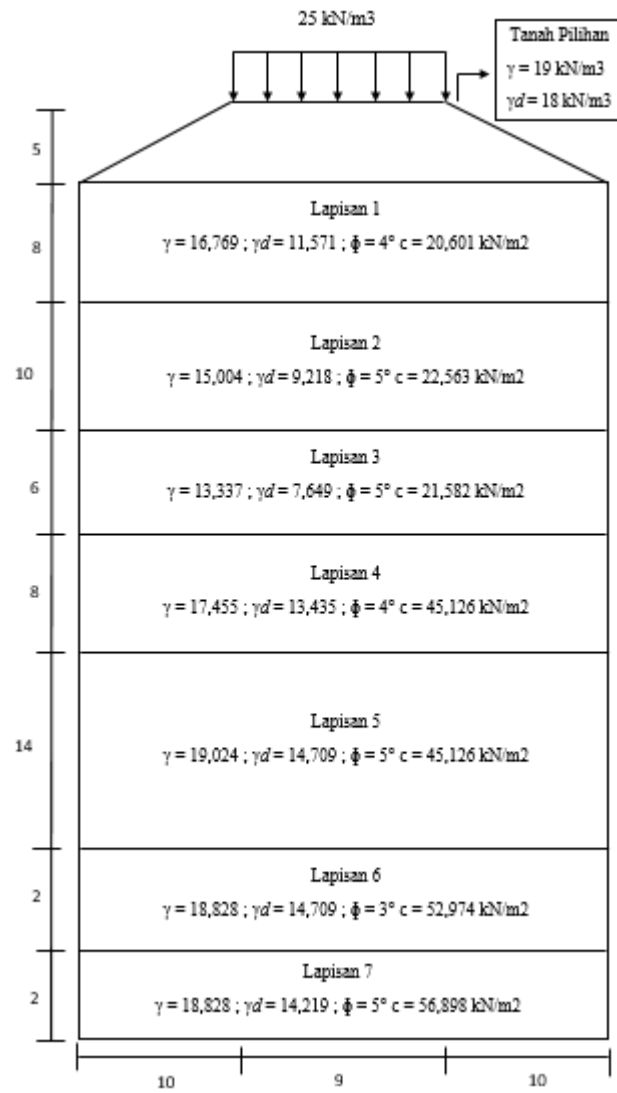 25 kN/m3
Tanah Pilihan
γ = 19 kN/m3
γd = 18 kN/m3
5
Lapisan 1
γ = 16,769 ; γd = 11,571 ; ϕ = 4° c = 20,601 kN/m2
8
Lapisan 2
γ = 15,004 ; γd = 9,218 ; ϕ = 5° c = 22,563 kN/m2
10
Lapisan 3
γ = 13,337 ; γd = 7,649 ; ϕ = 5° c = 21,582 kN/m2
6
Lapisan 4
γ = 17,455 ; γd = 13,435 ; ϕ = 4° c = 45,126 kN/m2
8
Lapisan 5
γ = 19,024 ; γd = 14,709 ; ϕ = 5° c = 45,126 kN/m2
14
Lapisan 6
γ = 18,828 ; γd = 14,709 ; ϕ = 3° c = 52,974 kN/m2
2
Lapisan 7
γ = 18,828 ; γd = 14,219 ; ϕ = 5° c = 56,898 kN/m2
2
10
9
10